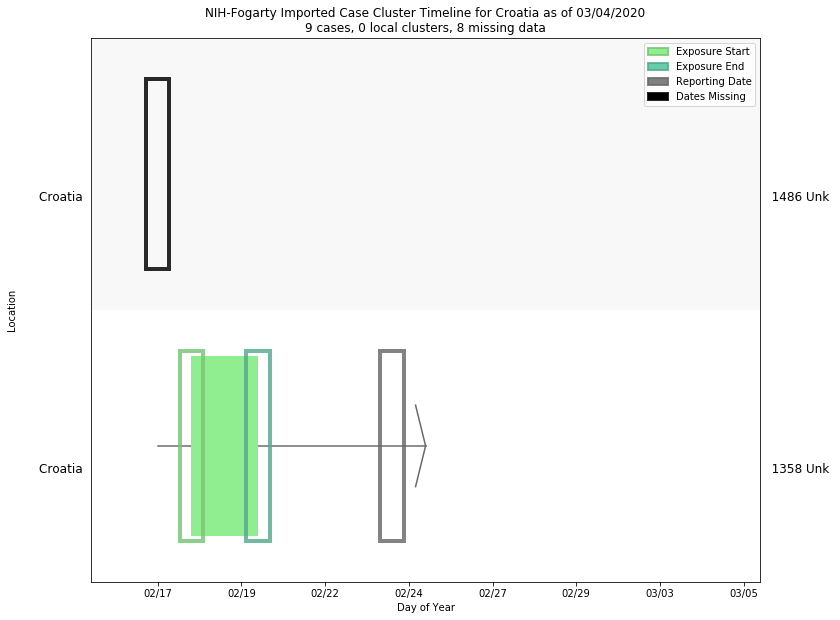 NIH-Fogarty Imported Case Cluster Timeline for Croatia as of 03/04/2020
9 cases, 0 local clusters, 8 missing data
Exposure Start
Exposure End
Reporting Date
Dates Missing
Croatia
1486 Unk
Location
Croatia
1358 Unk
02/17 02/19 02/22 02/24 02/27 02/29 03/03 03/05
Day of Year